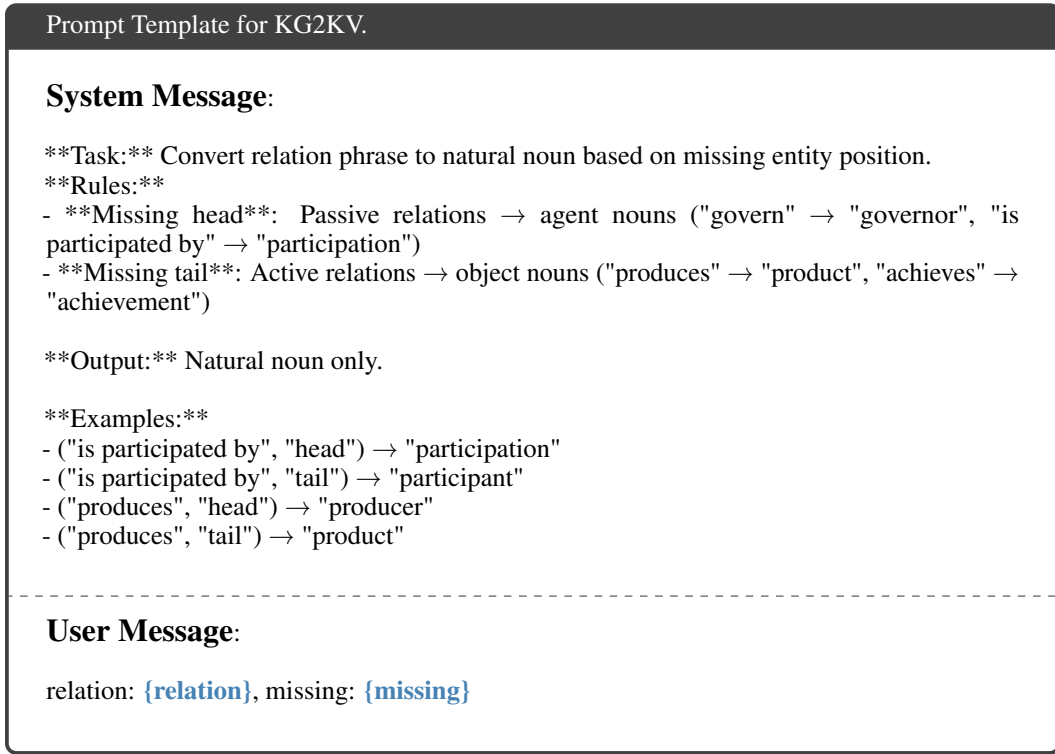 Prompt Template for KG2KV.
System Message:
**Task:** Convert relation phrase to natural noun based on missing entity position.
**Rules:**
- **Missing head**: Passive relations → agent nouns ("govern" → "governor", "is
participated by" → "participation")
- **Missing tail**: Active relations → object nouns ("produces" → "product", "achieves" →
"achievement")
**Output:** Natural noun only.
**Examples:**
- ("is participated by", "head") → "participation"
- ("is participated by", "tail") → "participant"
- ("produces", "head") → "producer"
- ("produces", "tail") → "product"
User Message:
relation: {relation}, missing: {missing}